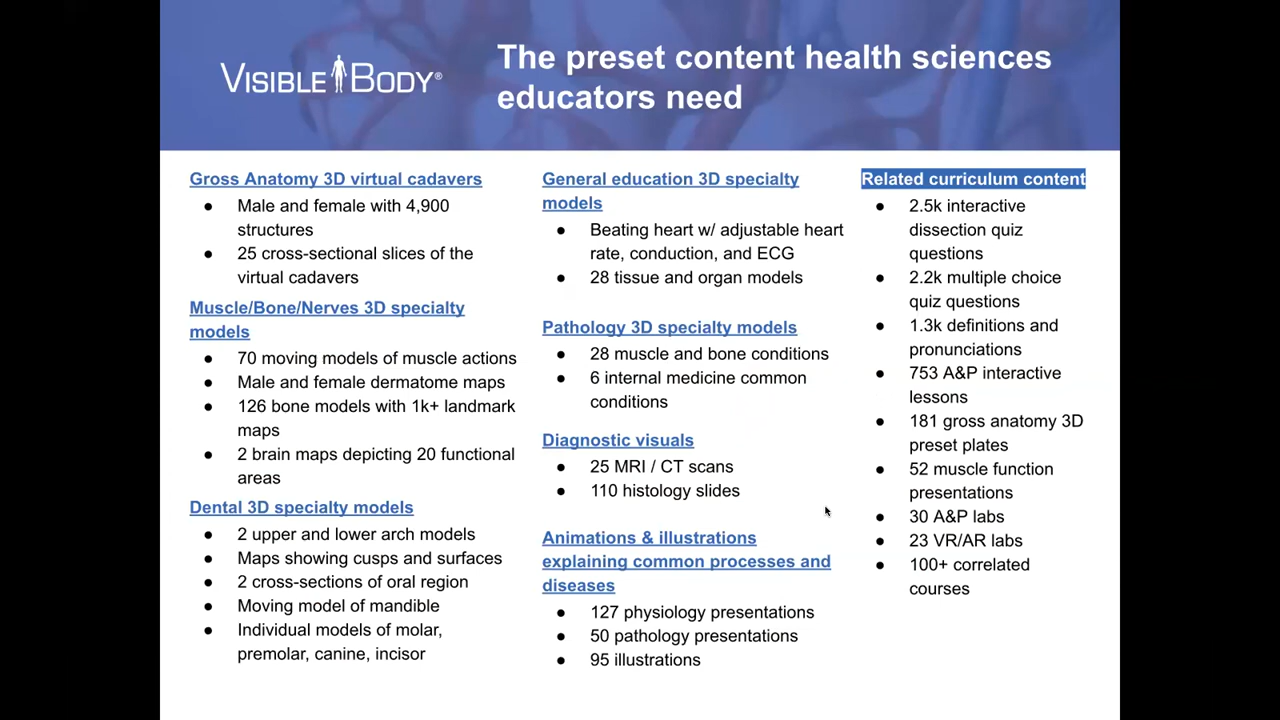 VISIBLE BODY®
The preset content health sciences
educators need
Gross Anatomy 3D virtual cadavers
● Male and female with 4,900
structures
● 25 cross-sectional slices of the
virtual cadavers
Muscle/Bone/Nerves 3D specialty
models
● 70 moving models of muscle actions
● Male and female dermatome maps
● 126 bone models with 1k+ landmark
maps
● 2 brain maps depicting 20 functional
areas
Dental 3D specialty models
● 2 upper and lower arch models
● Maps showing cusps and surfaces
● 2 cross-sections of oral region
● Moving model of mandible
● Individual models of molar,
premolar, canine, incisor
General education 3D specialty
models
● Beating heart w/ adjustable heart
rate, conduction, and ECG
● 28 tissue and organ models
Pathology 3D specialty models
● 28 muscle and bone conditions
● 6 internal medicine common
conditions
Diagnostic visuals
● 25 MRI / CT scans
● 110 histology slides
Animations & illustrations
explaining common processes and
diseases
● 127 physiology presentations
● 50 pathology presentations
● 95 illustrations
Related curriculum content
● 2.5k interactive
dissection quiz
questions
● 2.2k multiple choice
quiz questions
● 1.3k definitions and
pronunciations
● 753 A&P interactive
lessons
● 181 gross anatomy 3D
preset plates
● 52 muscle function
presentations
● 30 A&P labs
● 23 VR/AR labs
● 100+ correlated
courses